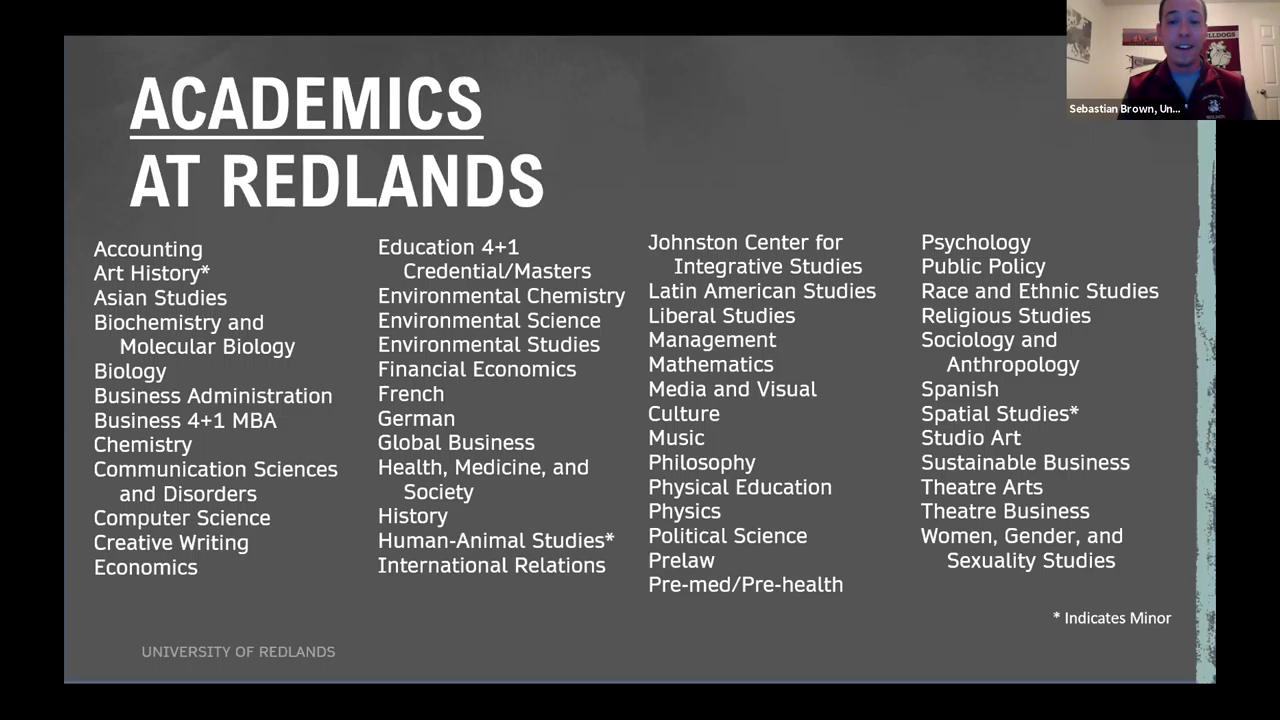 ACADEMICS
AT REDLANDS
Accounting
Art History*
Asian Studies
Biochemistry and
Molecular Biology
Biology
Business Administration
Business 4+1 MBA
Chemistry
Communication Sciences
and Disorders
Computer Science
Creative Writing
Economics
Education 4+1
Credential/Masters
Environmental Chemistry
Environmental Science
Environmental Studies
Financial Economics
French
German
Global Business
Health, Medicine, and
Society
History
Human-Animal Studies*
International Relations
Johnston Center for
Integrative Studies
Latin American Studies
Liberal Studies
Management
Mathematics
Media and Visual
Culture
Music
Philosophy
Physical Education
Physics
Political Science
Prelaw
Pre-med/Pre-health
Psychology
Public Policy
Race and Ethnic Studies
Religious Studies
Sociology and
Anthropology
Spanish
Spatial Studies*
Studio Art
Sustainable Business
Theatre Arts
Theatre Business
Women, Gender, and
Sexuality Studies
* Indicates Minor
UNIVERSITY OF REDLANDS
Sebastian Brown, Un...